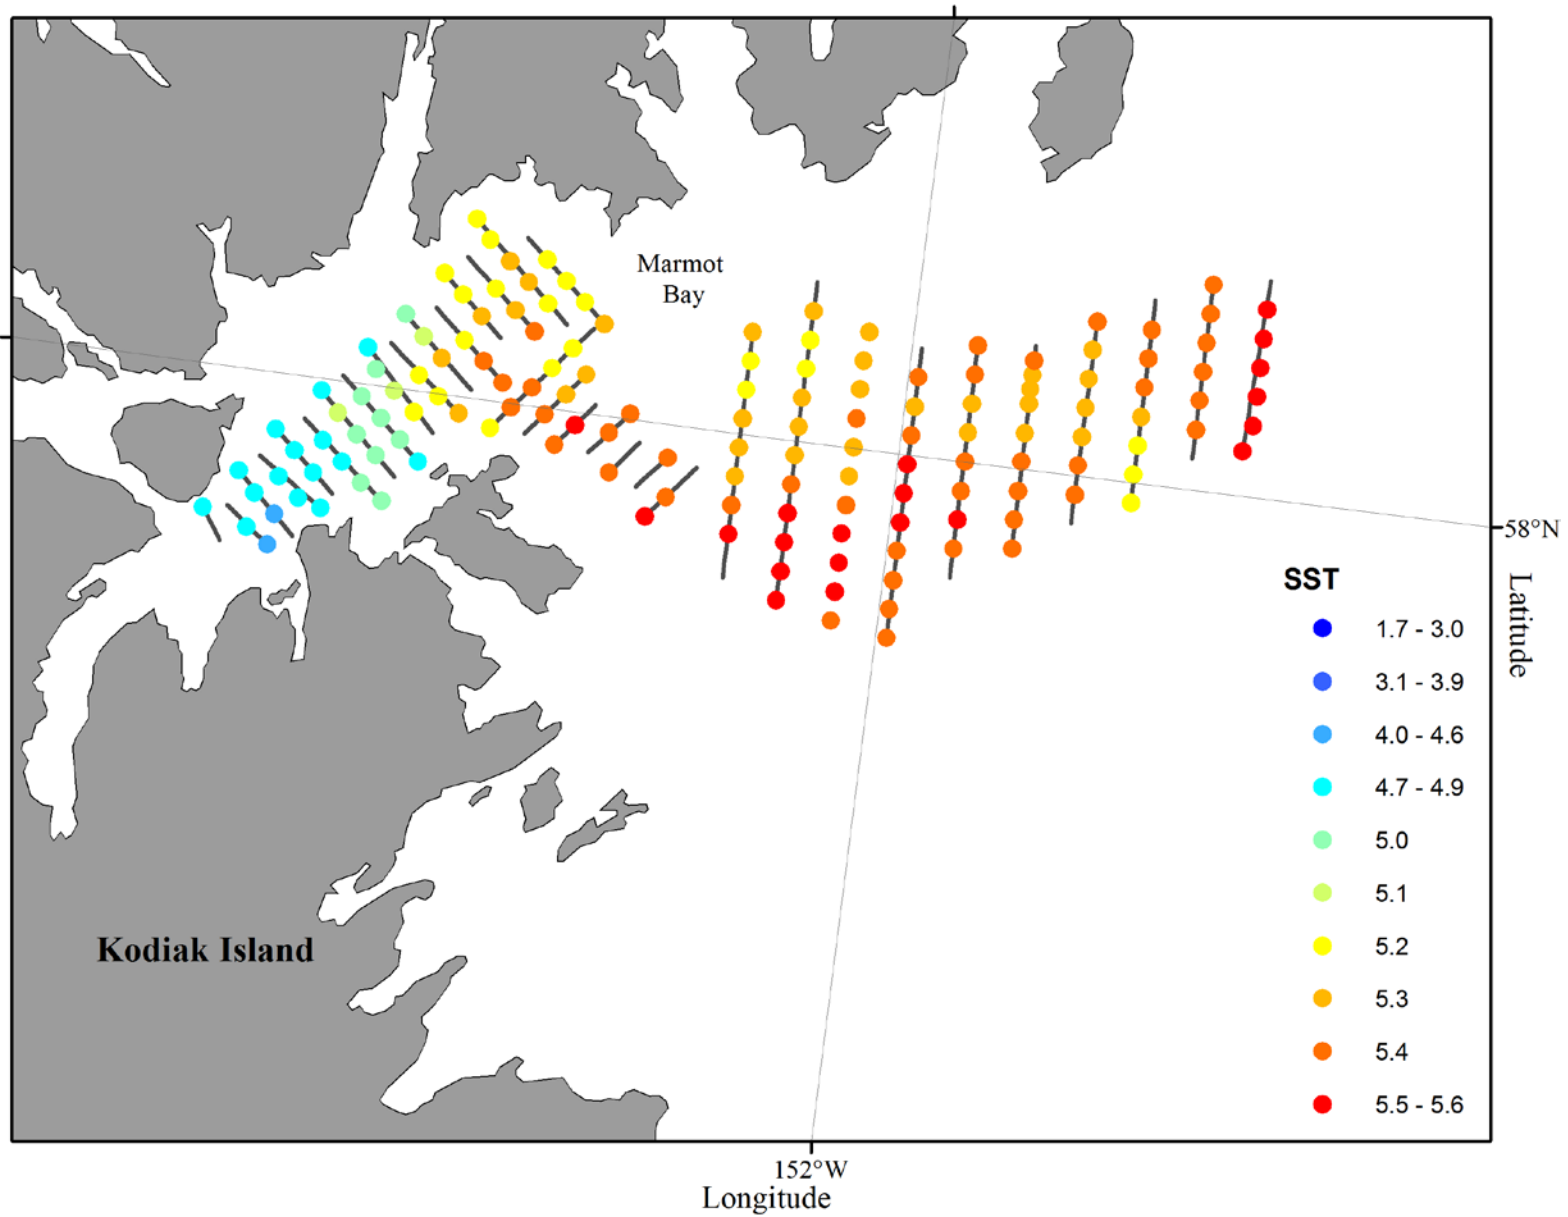 Marmot
Bay
58°N
Latitude
SST
1.7 - 3.0
3.1 - 3.9
4.0 - 4.6
4.7 - 4.9
5.0
5.1
5.2
5.3
5.4
5.5 - 5.6
Kodiak Island
152°W
Longitude